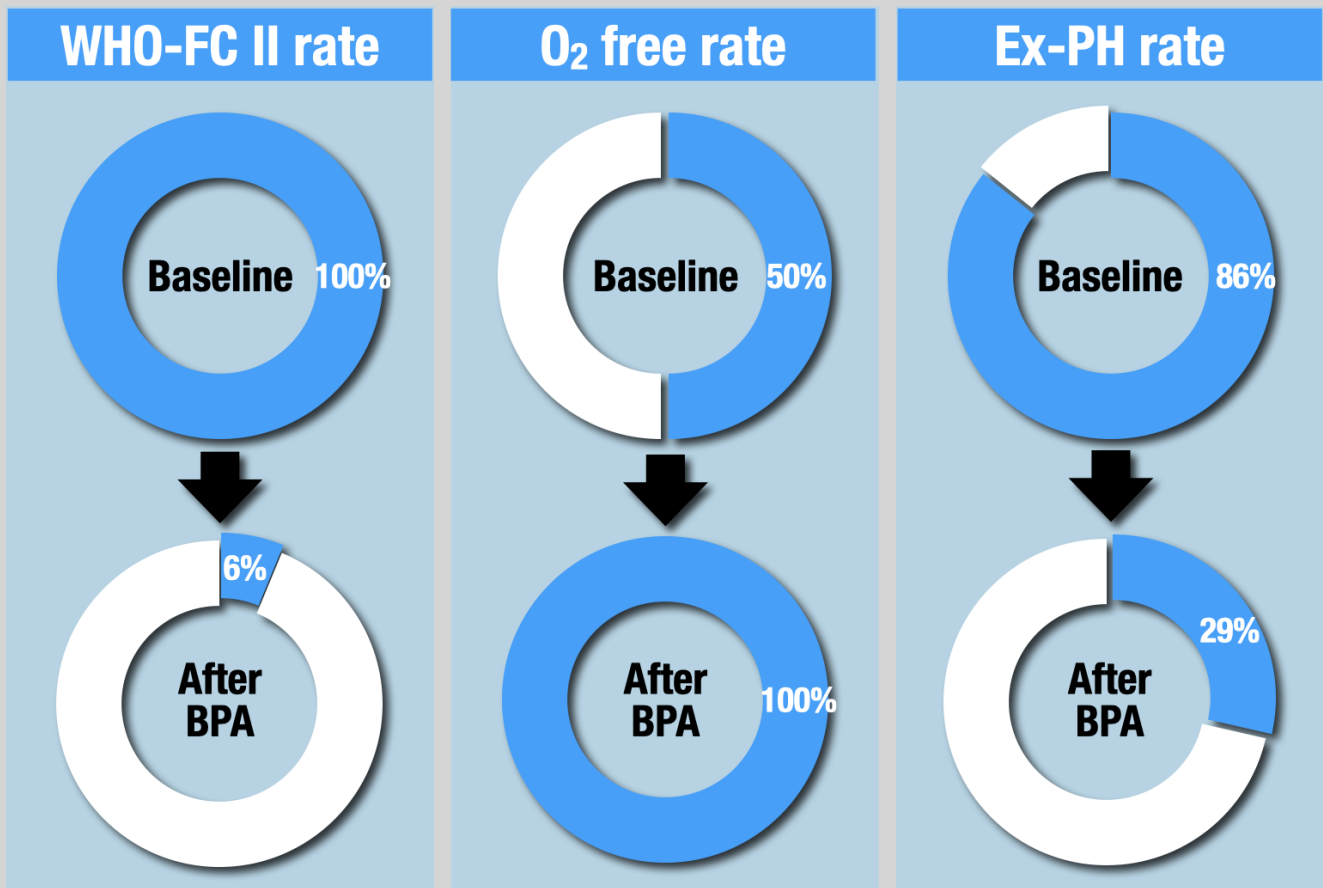 WHO-FC II rate
O₂ free rate
Ex-PH rate
Baseline
100%
Baseline
50%
Baseline
86%
6%
After
BPA
After
BPA
100%
29%
After
BPA